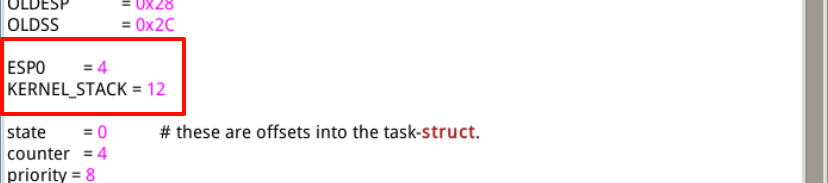 OLDESP = 0x28
OLDSS = 0x2C
ESP0 = 4
KERNEL_STACK = 12
state = 0 # these are offsets into the task-struct.
counter = 4
priority = 8